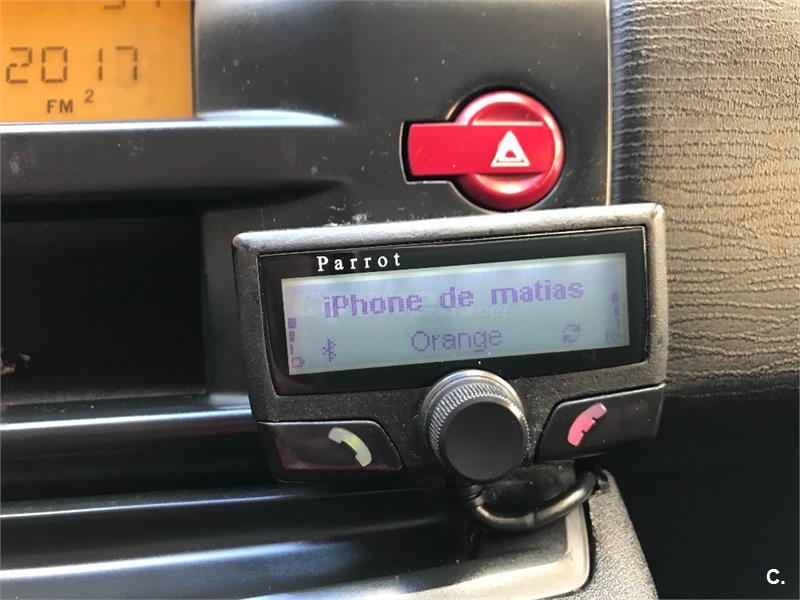 2017
FM 2
Parrot
iPhone de matias
Orange
C.